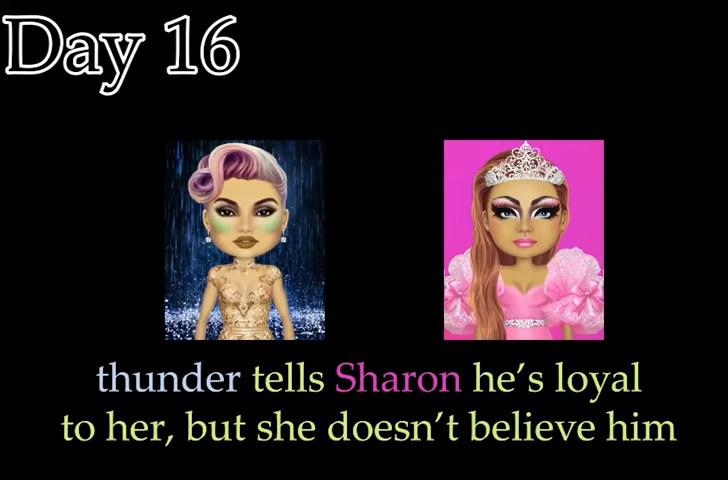 Day 16
thunder tells Sharon he's loyal
to her, but she doesn't believe him